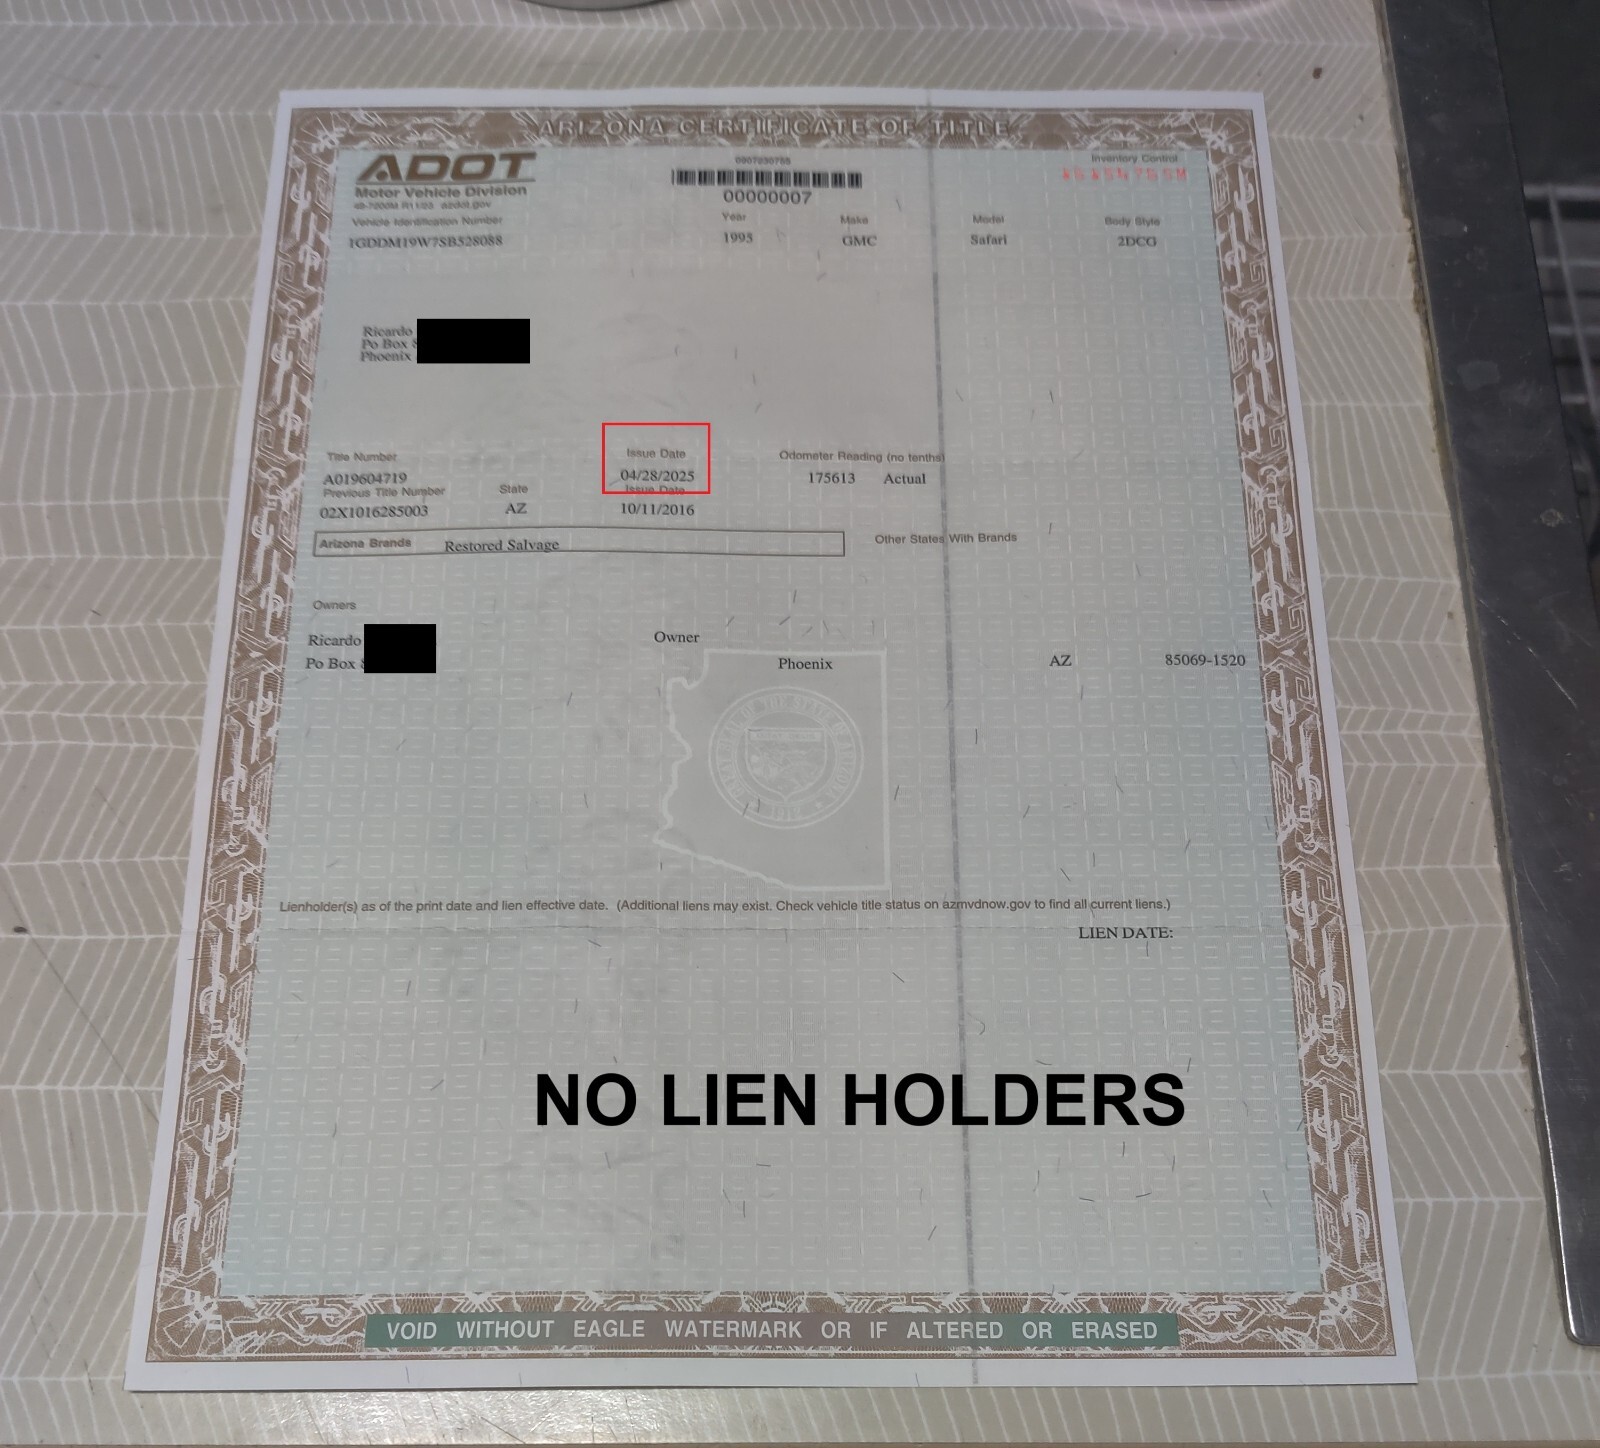 ARIZONA CERTIFICATE OF TITLE
ADOT
Motor Vehicle Division
azdot.gov
0907230755
00000007
Inventory Control
Vehicle Identification Number
Year
Make
Model
Body Style
1GDDM19W7SB528088
1995
GMC
Safari
2DCG
Ricardo
Po Box
Phoenix
Title Number
Issue Date
Odometer Reading (no tenths)
A019604719
04/28/2025
175613 Actual
Previous Title Number
State
Issue Date
02X1016285003
AZ
10/11/2016
Arizona Brands
Restored Salvage
Other States With Brands
Owners
Ricardo
Owner
Po Box
Phoenix
AZ
85069-1520
Lienholder(s) as of the print date and lien effective date. (Additional liens may exist. Check vehicle title status on azmvdnow.gov to find all current liens.)
LIEN DATE:
NO LIEN HOLDERS
VOID WITHOUT EAGLE WATERMARK OR IF ALTERED OR ERASED